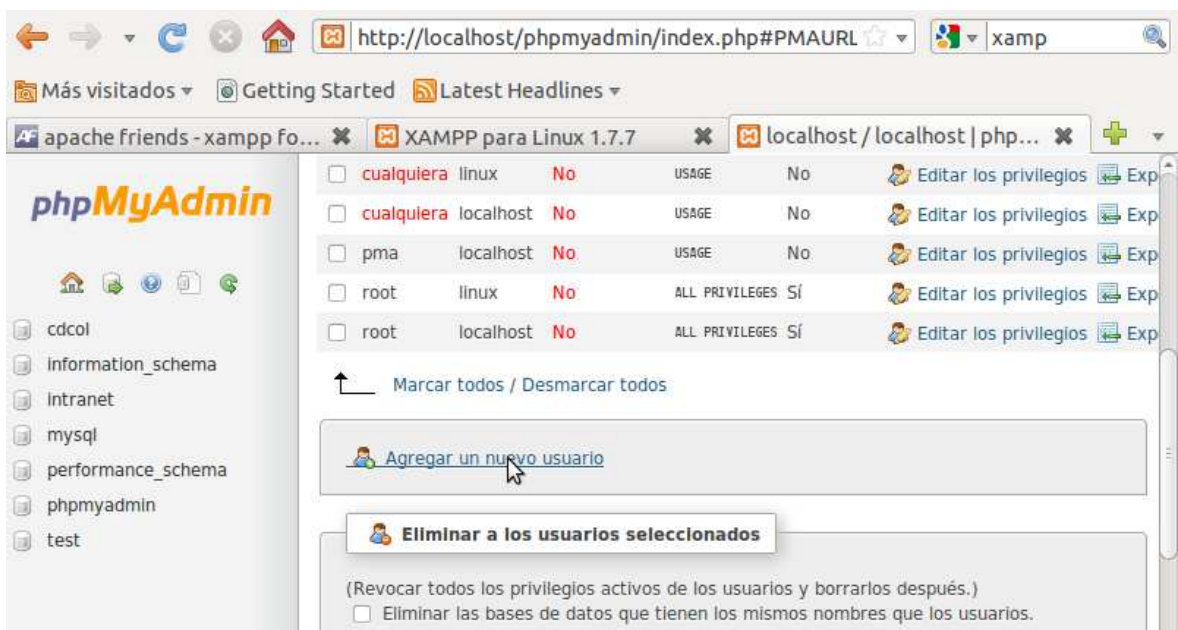 http://localhost/phpmyadmin/index.php#PMAURL
xamp
Más visitados
Getting Started
Latest Headlines
apache friends - xampp fo...
XAMPP para Linux 1.7.7
localhost / localhost | php...
phpMyAdmin
cdcol
information_schema
intranet
mysql
performance_schema
phpmyadmin
test
cualquiera linux No USAGE No Editar los privilegios Exp
cualquiera localhost No USAGE No Editar los privilegios Exp
pma localhost No USAGE No Editar los privilegios Exp
root linux No ALL PRIVILEGES Sí Editar los privilegios Exp
root localhost No ALL PRIVILEGES Sí Editar los privilegios Exp
Marcar todos / Desmarcar todos
Agregar un nuevo usuario
Eliminar a los usuarios seleccionados
(Revocar todos los privilegios activos de los usuarios y borrarlos después.)
Eliminar las bases de datos que tienen los mismos nombres que los usuarios.